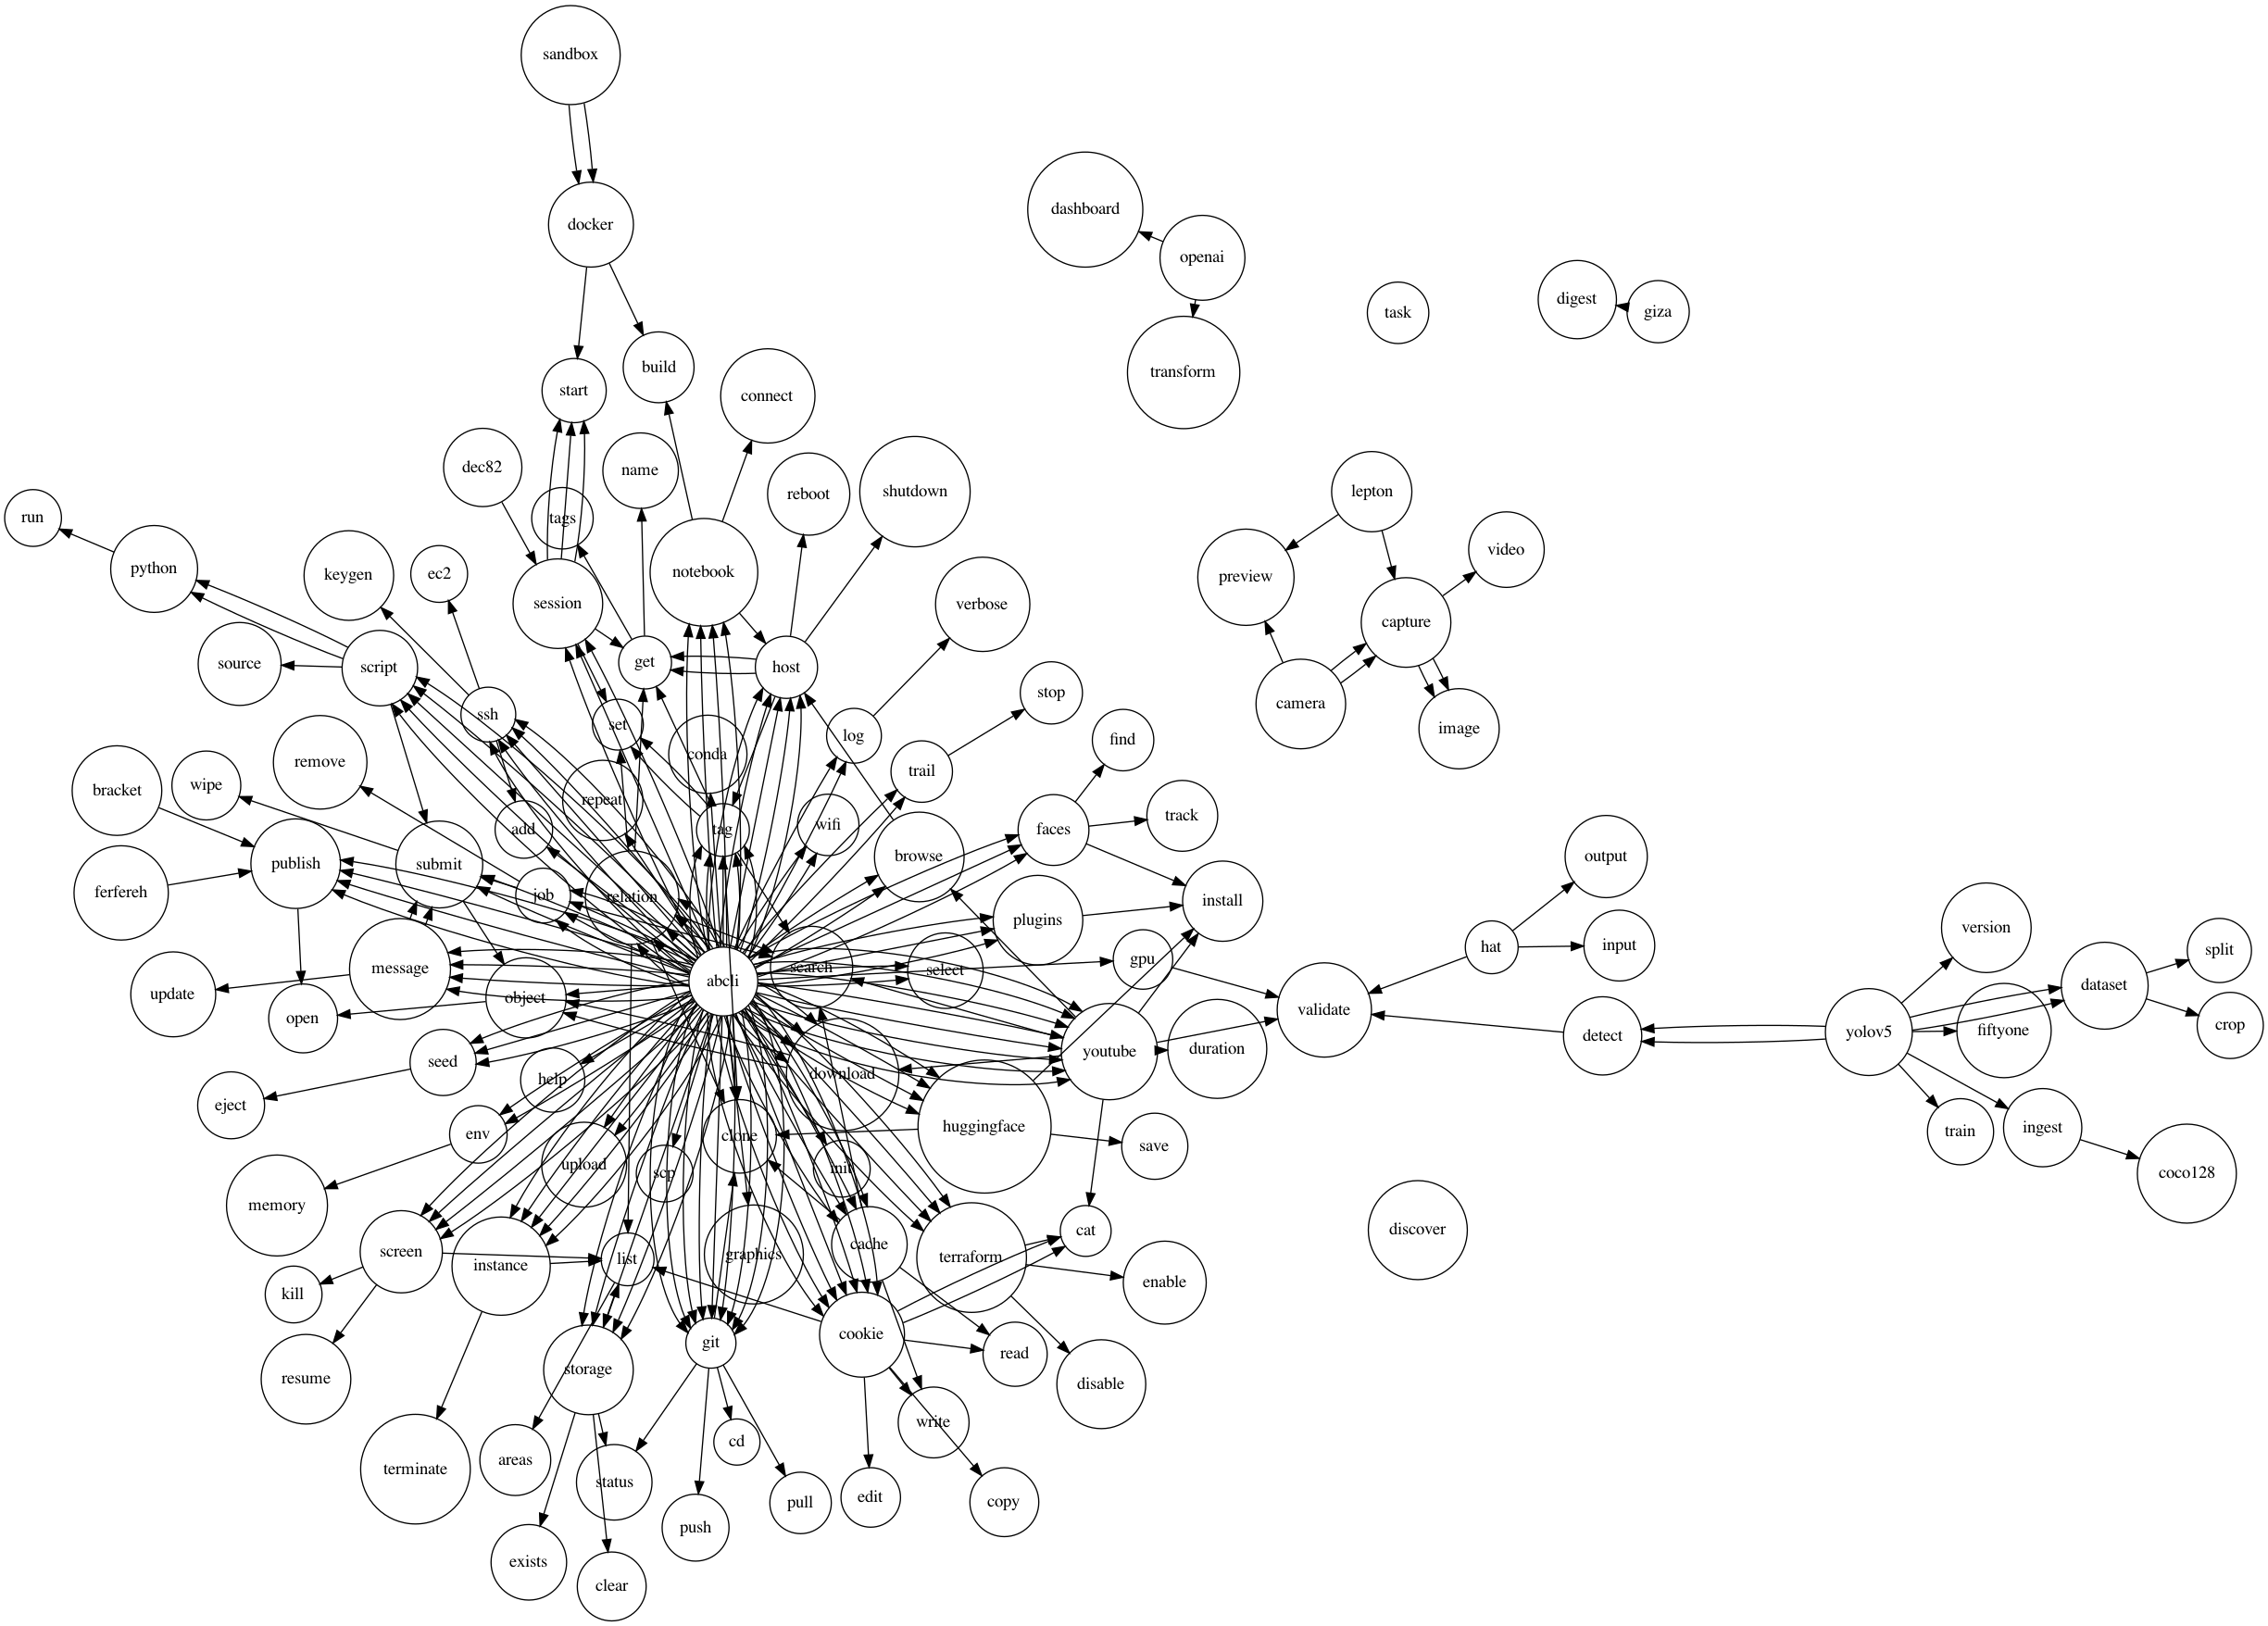 sandbox
docker
dashboard
openai
task
digest
giza
transform
start
build
connect
dec82
name
reboot
shutdown
lepton
tags
run
python
keygen
ec2
notebook
video
preview
session
verbose
capture
source
script
get
host
stop
camera
image
ssh
set
conda
log
find
trail
remove
wipe
bracket
repeat
add
tag
wifi
faces
track
publish
submit
browse
output
ferfereh
job
relation
plugins
install
version
message
search
select
gpu
hat
input
split
update
object
abcli
open
validate
dataset
crop
seed
youtube
duration
detect
yolov5
fiftyone
eject
help
download
env
clone
huggingface
save
train
ingest
upload
scp
init
coco128
memory
screen
instance
list
graphics
cache
terraform
cat
discover
kill
enable
git
cookie
read
resume
storage
disable
write
terminate
areas
status
cd
pull
edit
copy
push
exists
clear